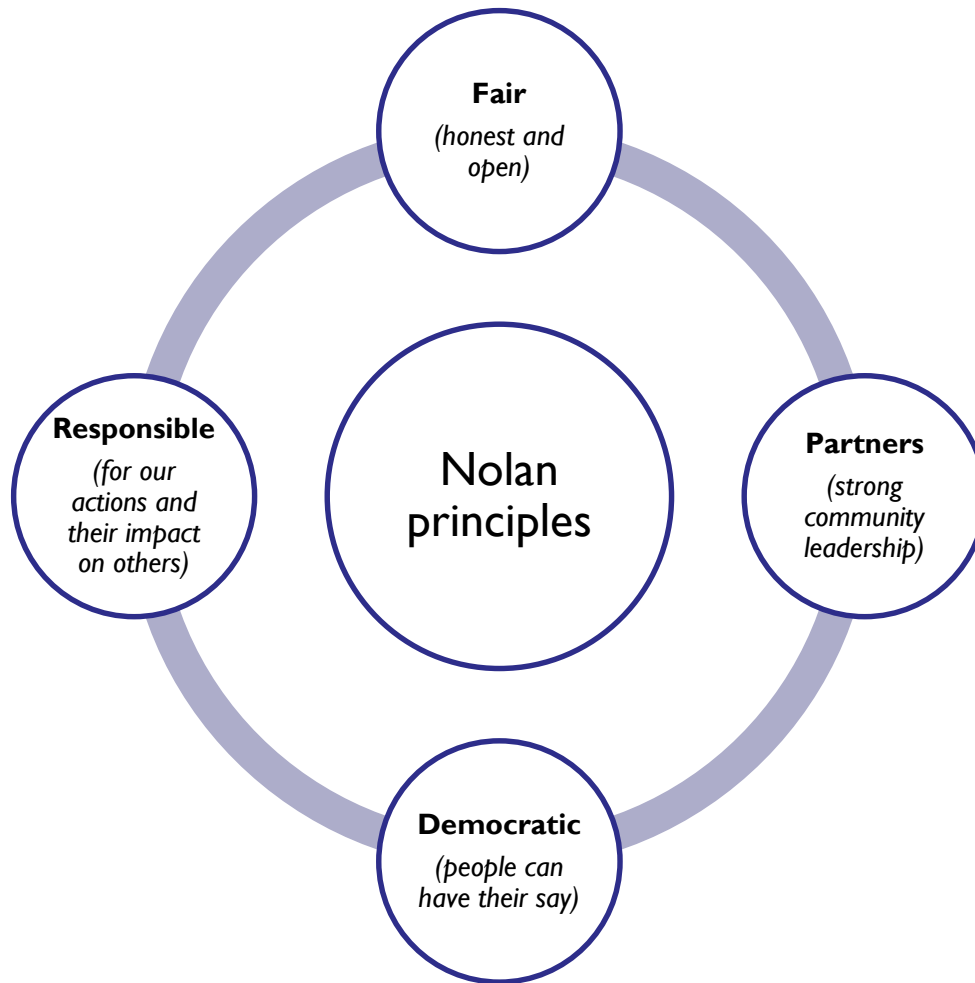 Fair
(honest and
open)
Responsible
(for our
actions and
their impact
on others)
Nolan
principles
Partners
(strong
community
leadership)
Democratic
(people can
have their say)